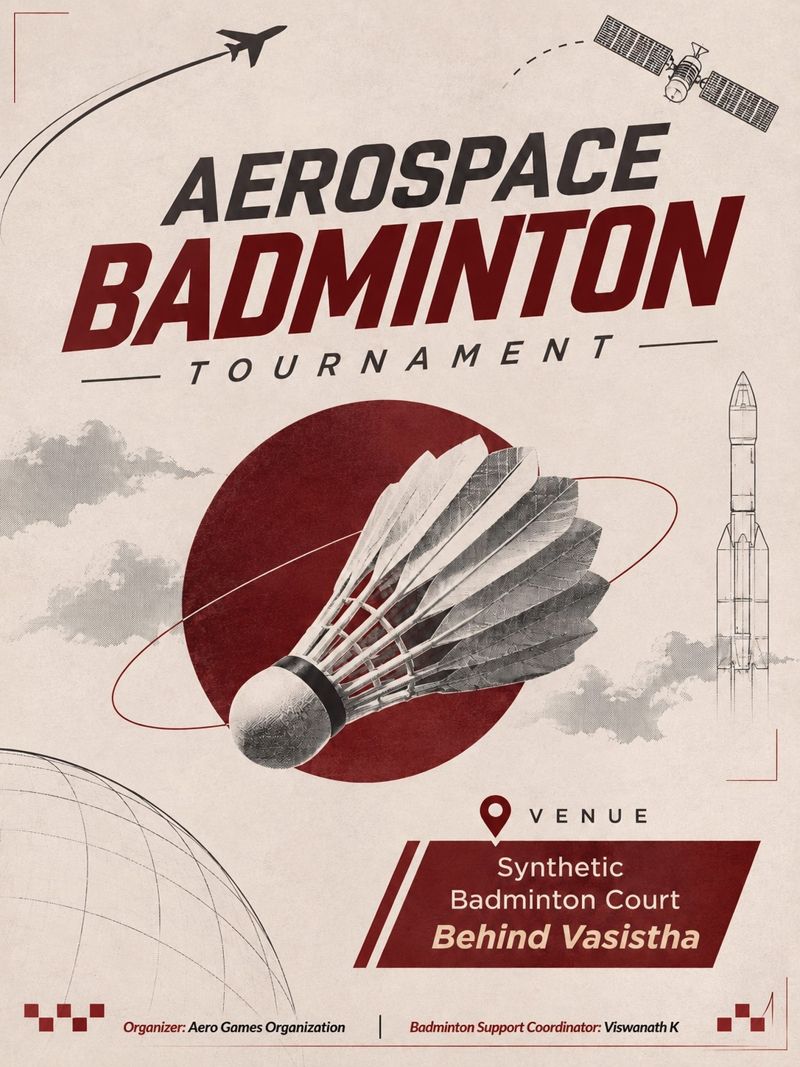 AEROSPACE
BADMINTON
TOURNAMENT
VENUE
Synthetic
Badminton Court
Behind Vasistha
Organizer: Aero Games Organization | Badminton Support Coordinator: Viswanath K